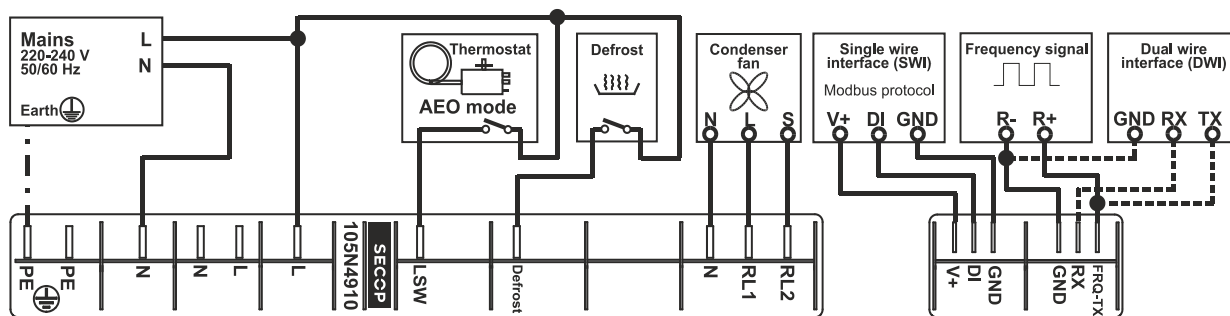 Mains
220-240 V
50/60 Hz
L
N
Earth
Thermostat
AEO mode
Defrost
Condenser
fan
N L S
Single wire
interface (SWI)
Modbus protocol
V+ DI GND
Frequency signal
R- R+
Dual wire
interface (DWI)
GND RX TX
PE
PE
N
N
L
L
105N4910
SECOP
LSW
Defrost
N
RL1
RL2
V+
DI
GND
GND
RX
FRQ-TX